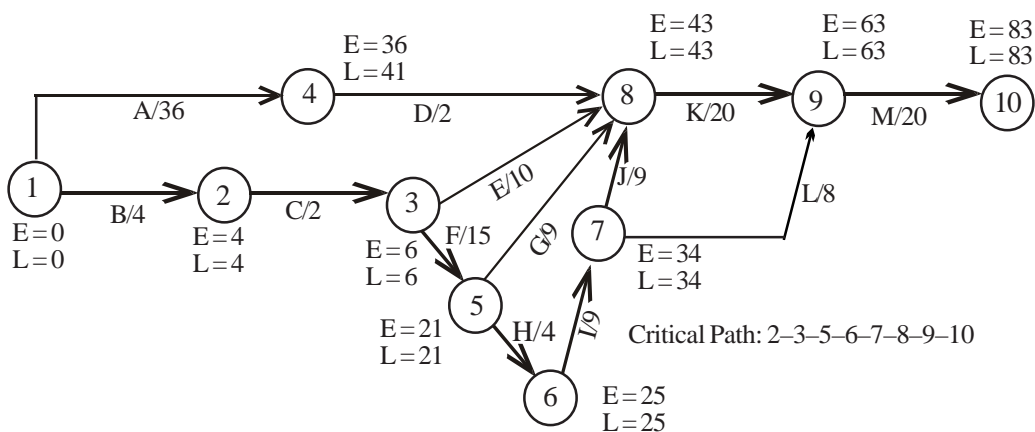 E=36
L=41
E=43
L=43
E=63
L=63
E=83
L=83
4
8
9
10
A/36
D/2
K/20
M/20
1
2
3
E/10
J/9
L/8
B/4
C/2
E=0
L=0
E=4
L=4
E=6
L=6
F/15
G/9
7
E=34
L=34
5
E=21
L=21
H/4
I/9
Critical Path: 2–3–5–6–7–8–9–10
6
E=25
L=25